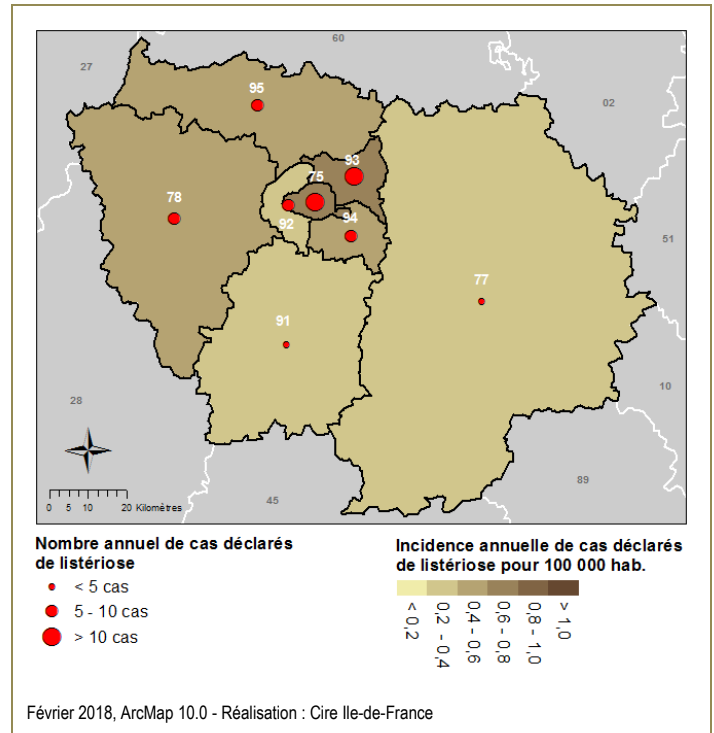 60
27
02
95
93
75
78
94
92
51
77
91
10
28
89
45
0 5 10 20 Kilomètres
Nombre annuel de cas déclarés
de listériose
< 5 cas
5 - 10 cas
> 10 cas
Incidence annuelle de cas déclarés
de listériose pour 100 000 hab.
< 0,2
0,2 - 0,4
0,4 - 0,6
0,6 - 0,8
0,8 - 1,0
> 1,0
Février 2018, ArcMap 10.0 - Réalisation : Cire Ile-de-France